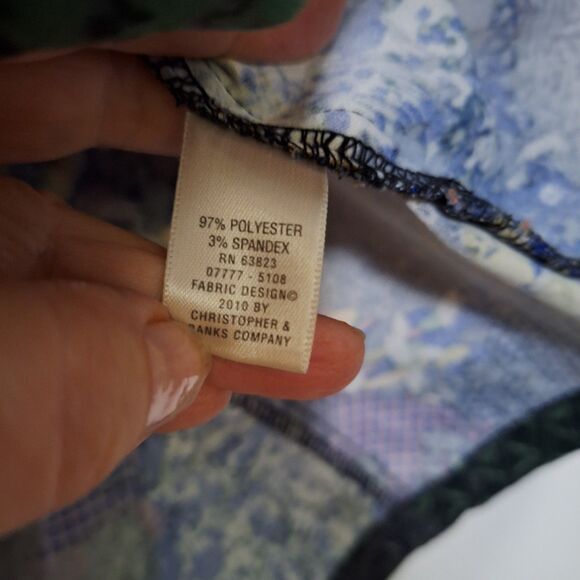 97% POLYESTER
3% SPANDEX
RN 63823
07777 - 5108
FABRIC DESIGN©
2010 BY
CHRISTOPHER &
BANKS COMPANY